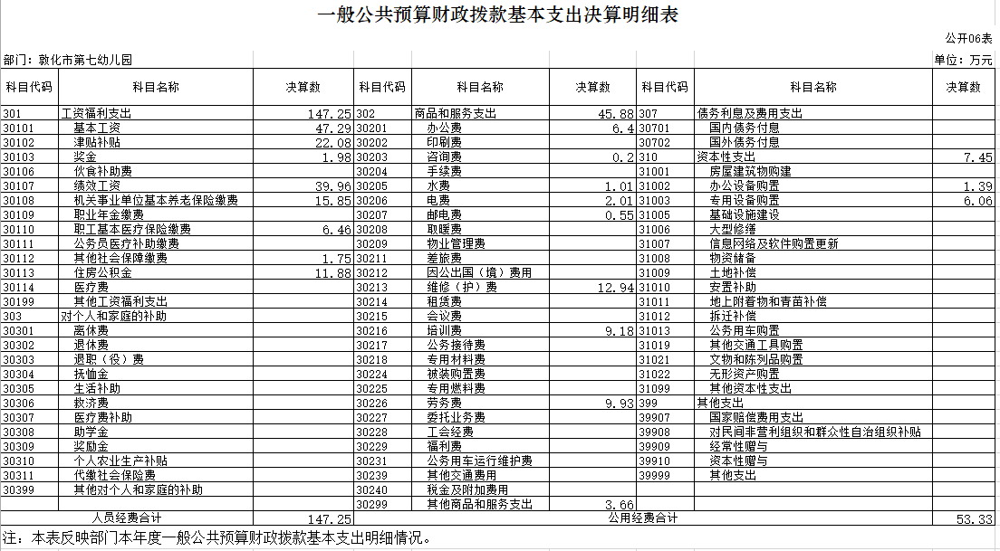 一般公共预算财政拨款基本支出决算明细表
公开06表
部门：敦化市第七幼儿园 单位：万元
科目代码 科目名称 决算数 科目代码 科目名称 决算数 科目代码 科目名称 决算数
301 工资福利支出 147.25 302 商品和服务支出 45.88 307 债务利息及费用支出
30101 基本工资 47.29 30201 办公费 6.4 30701 国内债务付息
30102 津贴补贴 22.08 30202 印刷费 30702 国外债务付息
30103 奖金 1.98 30203 咨询费 0.2 310 资本性支出 7.45
30106 伙食补助费 30204 手续费 31001 房屋建筑物购建
30107 绩效工资 39.96 30205 水费 1.01 31002 办公设备购置 1.39
30108 机关事业单位基本养老保险缴费 15.85 30206 电费 2.01 31003 专用设备购置 6.06
30109 职业年金缴费 30207 邮电费 0.55 31005 基础设施建设
30110 职工基本医疗保险缴费 6.46 30208 取暖费 31006 大型修缮
30111 公务员医疗补助缴费 30209 物业管理费 31007 信息网络及软件购置更新
30112 其他社会保障缴费 1.75 30211 差旅费 31008 物资储备
30113 住房公积金 11.88 30212 因公出国（境）费用 31009 土地补偿
30114 医疗费 30213 维修（护）费 12.94 31010 安置补助
30199 其他工资福利支出 30214 租赁费 31011 地上附着物和青苗补偿
303 对个人和家庭的补助 30215 会议费 31012 拆迁补偿
30301 离休费 30216 培训费 9.18 31013 公务用车购置
30302 退休费 30217 公务接待费 31019 其他交通工具购置
30303 退职（役）费 30218 专用材料费 31021 文物和陈列品购置
30304 抚恤金 30224 被装购置费 31022 无形资产购置
30305 生活补助 30225 专用燃料费 31099 其他资本性支出
30306 救济费 30226 劳务费 9.93 399 其他支出
30307 医疗费补助 30227 委托业务费 39907 国家赔偿费用支出
30308 助学金 30228 工会经费 39908 对民间非营利组织和群众性自治组织补贴
30309 奖励金 30229 福利费 39909 经常性赠与
30310 个人农业生产补贴 30231 公务用车运行维护费 39910 资本性赠与
30311 代缴社会保险费 30239 其他交通费用 39999 其他支出
30399 其他对个人和家庭的补助 30240 税金及附加费用
30299 其他商品和服务支出 3.66
人员经费合计 147.25 公用经费合计 53.33
注：本表反映部门本年度一般公共预算财政拨款基本支出明细情况。